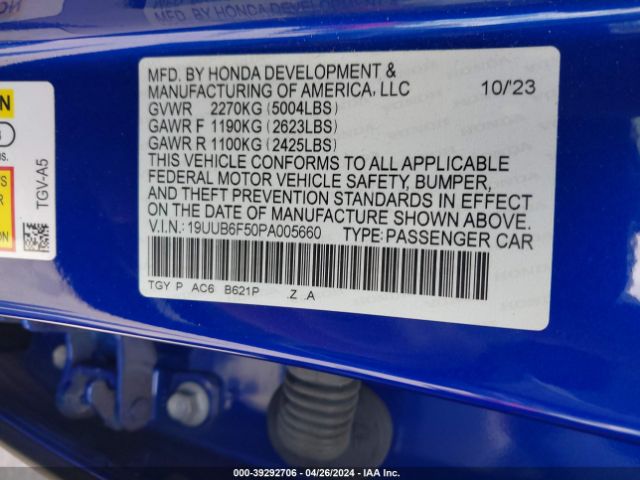 MFD. BY HONDA DEVELOPMENT &
MANUFACTURING OF AMERICA, LLC 10/'23
GVWR 2270KG (5004LBS)
GAWR F 1190KG (2623LBS)
GAWR R 1100KG (2425LBS)
THIS VEHICLE CONFORMS TO ALL APPLICABLE
FEDERAL MOTOR VEHICLE SAFETY, BUMPER,
AND THEFT PREVENTION STANDARDS IN EFFECT
ON THE DATE OF MANUFACTURE SHOWN ABOVE.
V.I.N.: 19UUB6F50PA005660 TYPE: PASSENGER CAR
TGY P AC6 B621P .Z .A
TGV-A5
000-39292706 - 04/26/2024 - IAA Inc.